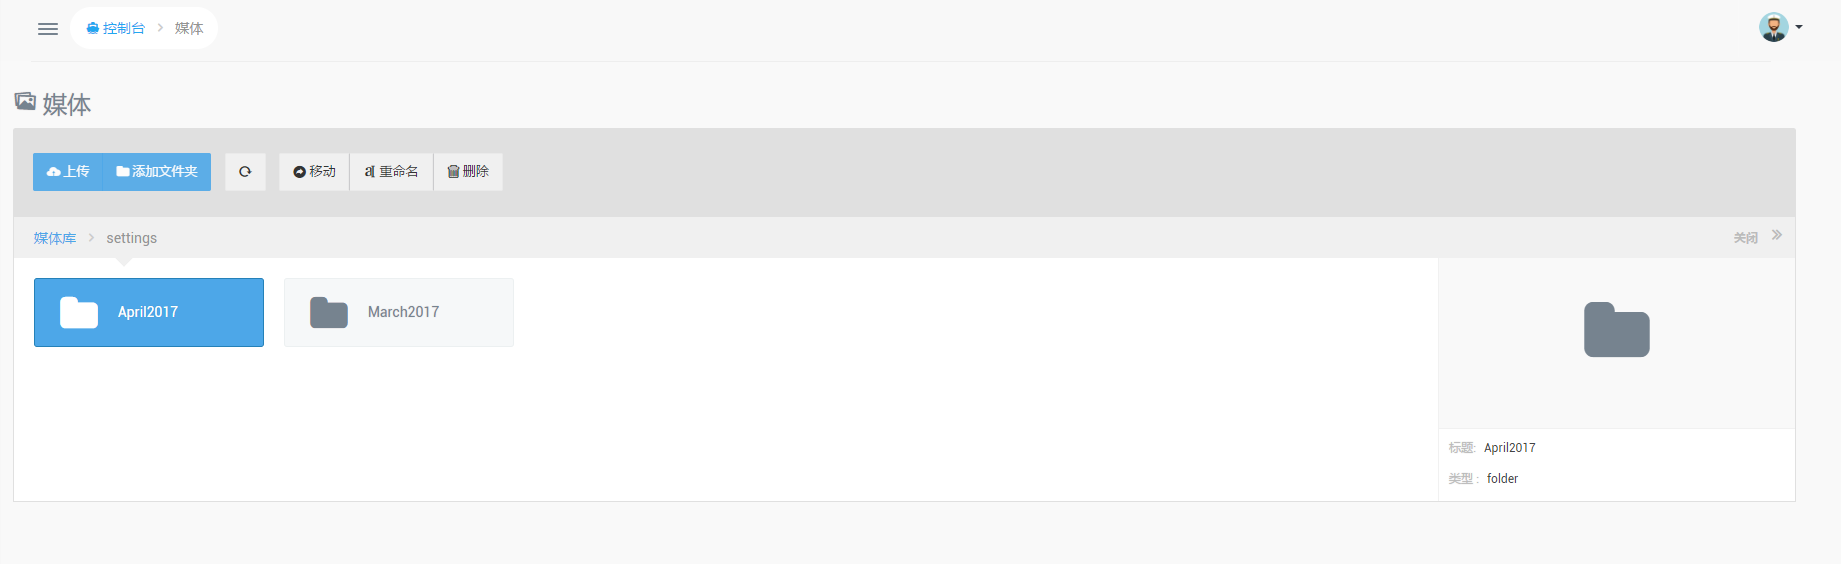 控制台 > 媒体
媒体
上传 添加文件夹 移动 重命名 删除
媒体库 > settings 关闭 »
April2017 March2017
标题: April2017
类型 : folder